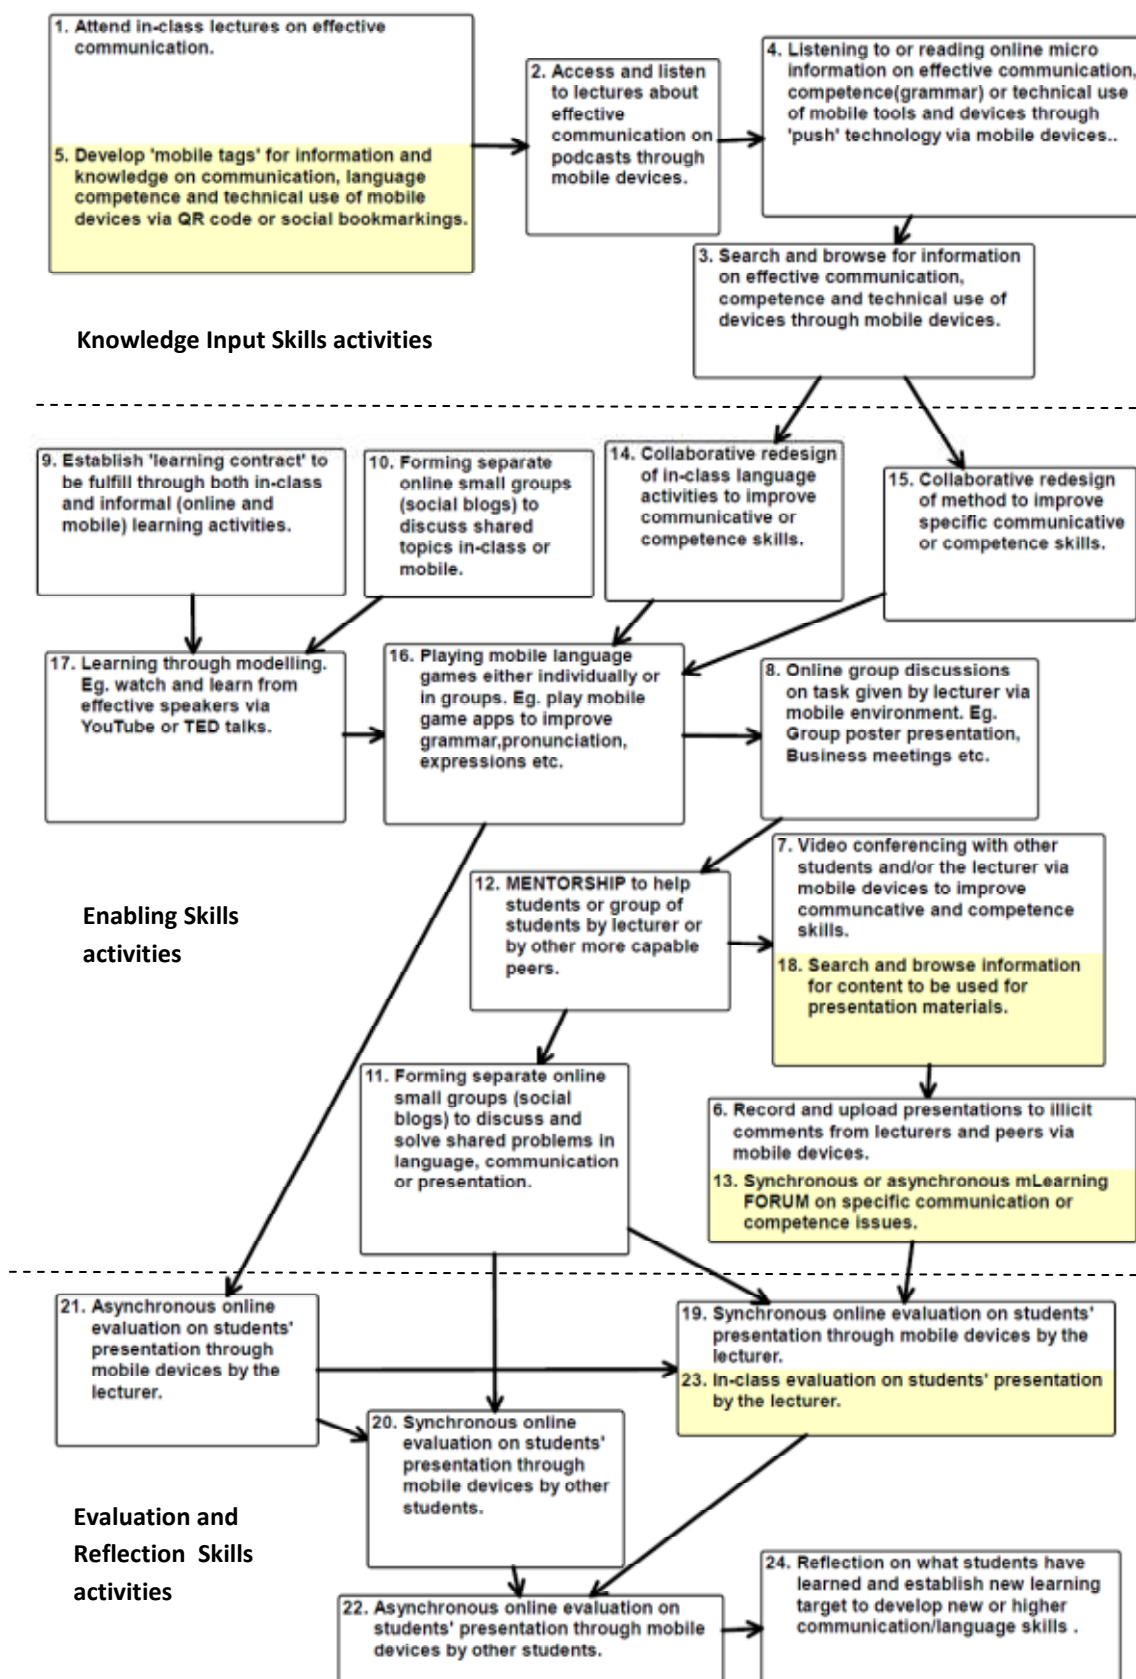 1. Attend in-class lectures on effective
communication.
5. Develop 'mobile tags' for information and
knowledge on communication, language
competence and technical use of mobile
devices via QR code or social bookmarkings.
2. Access and listen
to lectures about
effective
communication on
podcasts through
mobile devices.
4. Listening to or reading online micro
information on effective communication,
competence(grammar) or technical use
of mobile tools and devices through
'push' technology via mobile devices..
3. Search and browse for information
on effective communication,
competence and technical use of
devices through mobile devices.
Knowledge Input Skills activities
9. Establish 'learning contract' to
be fulfill through both in-class
and informal (online and
mobile) learning activities.
10. Forming separate
online small groups
(social blogs) to
discuss shared
topics in-class or
mobile.
14. Collaborative redesign
of in-class language
activities to improve
communicative or
competence skills.
15. Collaborative redesign
of method to improve
specific communicative
or competence skills.
17. Learning through modelling.
Eg. watch and learn from
effective speakers via
YouTube or TED talks.
16. Playing mobile language
games either individually or
in groups. Eg. play mobile
game apps to improve
grammar,pronunciation,
expressions etc.
8. Online group discussions
on task given by lecturer via
mobile environment. Eg.
Group poster presentation,
Business meetings etc.
12. MENTORSHIP to help
students or group of
students by lecturer or
by other more capable
peers.
7. Video conferencing with other
students and/or the lecturer via
mobile devices to improve
communcative and competence
skills.
18. Search and browse information
for content to be used for
presentation materials.
Enabling Skills
activities
11. Forming separate online
small groups (social
blogs) to discuss and
solve shared problems in
language, communication
or presentation.
6. Record and upload presentations to illicit
comments from lecturers and peers via
mobile devices.
13. Synchronous or asynchronous mLearning
FORUM on specific communication or
competence issues.
21. Asynchronous online
evaluation on students'
presentation through
mobile devices by the
lecturer.
19. Synchronous online evaluation on students'
presentation through mobile devices by the
lecturer.
23. In-class evaluation on students' presentation
by the lecturer.
20. Synchronous online
evaluation on students'
presentation through
mobile devices by other
students.
Evaluation and
Reflection Skills
activities
22. Asynchronous online evaluation on
students' presentation through mobile
devices by other students.
24. Reflection on what students have
learned and establish new learning
target to develop new or higher
communication/language skills .